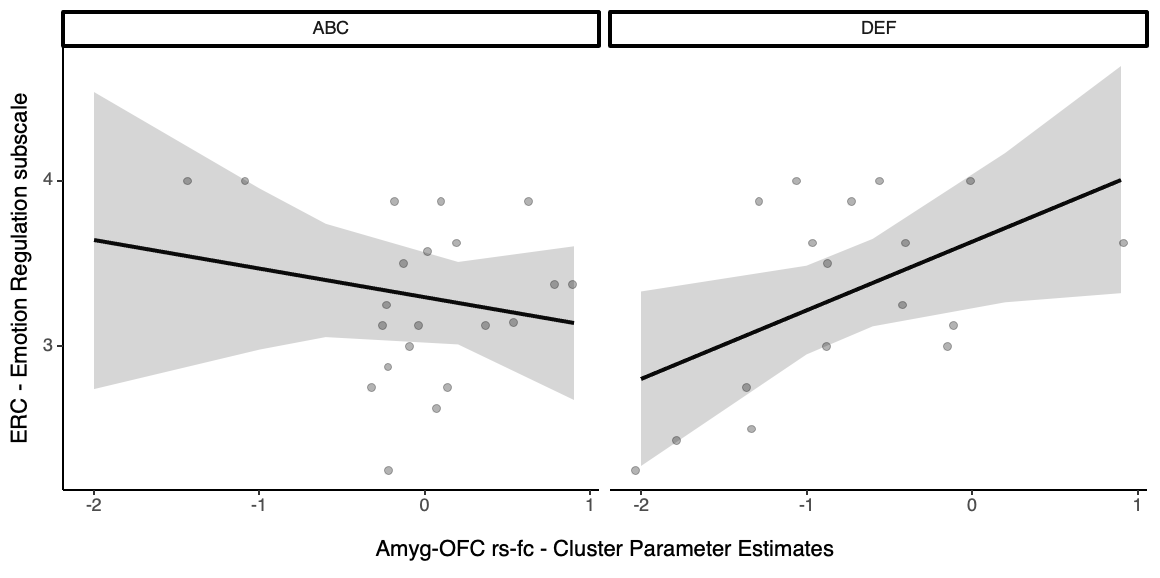 ABC
DEF
ERC - Emotion Regulation subscale
4
3
-2 -1 0 1
-2 -1 0 1
Amyg-OFC rs-fc - Cluster Parameter Estimates